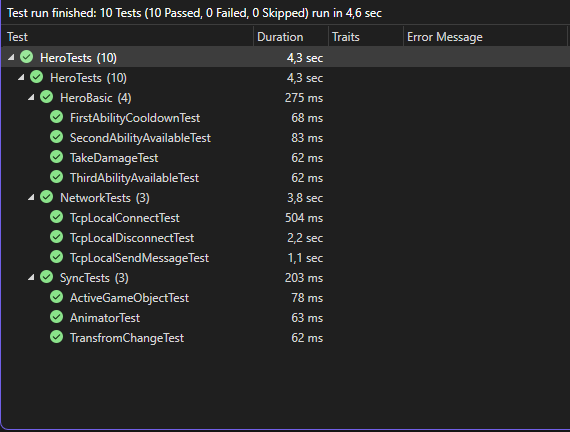 Test run finished: 10 Tests (10 Passed, 0 Failed, 0 Skipped) run in 4,6 sec
Test Duration Traits Error Message
HeroTests (10) 4,3 sec
HeroTests (10) 4,3 sec
HeroBasic (4) 275 ms
FirstAbilityCooldownTest 68 ms
SecondAbilityAvailableTest 83 ms
TakeDamageTest 62 ms
ThirdAbilityAvailableTest 62 ms
NetworkTests (3) 3,8 sec
TcpLocalConnectTest 504 ms
TcpLocalDisconnectTest 2,2 sec
TcpLocalSendMessageTest 1,1 sec
SyncTests (3) 203 ms
ActiveGameObjectTest 78 ms
AnimatorTest 63 ms
TransfromChangeTest 62 ms